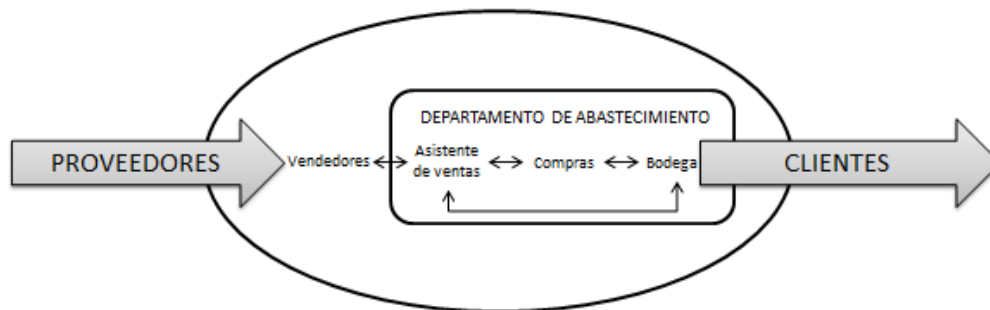 DEPARTAMENTO DE ABASTECIMIENTO
PROVEEDORES
Vendedores
Asistente
de ventas
Compras
Bodega
CLIENTES